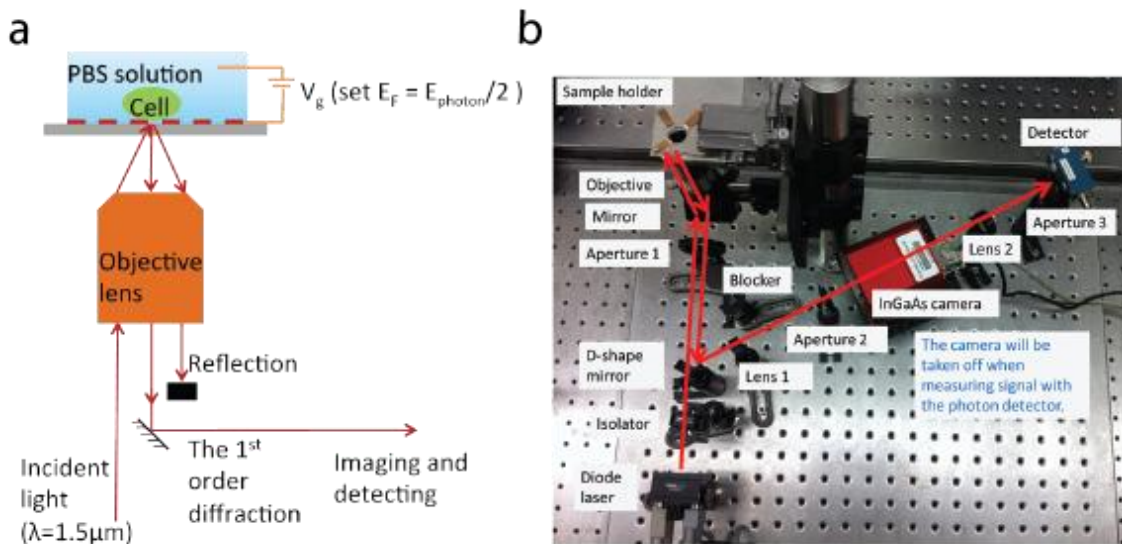 a
PBS solution
Cell
V_g (set E_F = E_photon/2 )
Objective
lens
Reflection
Incident
light
(λ=1.5μm)
The 1st
order
diffraction
Imaging and
detecting
b
Sample holder
Detector
Objective
Mirror
Aperture 3
Aperture 1
Lens 2
Blocker
InGaAs camera
Aperture 2
D-shape
mirror
Lens 1
The camera will be
taken off when
measuring signal with
the photon detector.
Isolator
Diode
laser